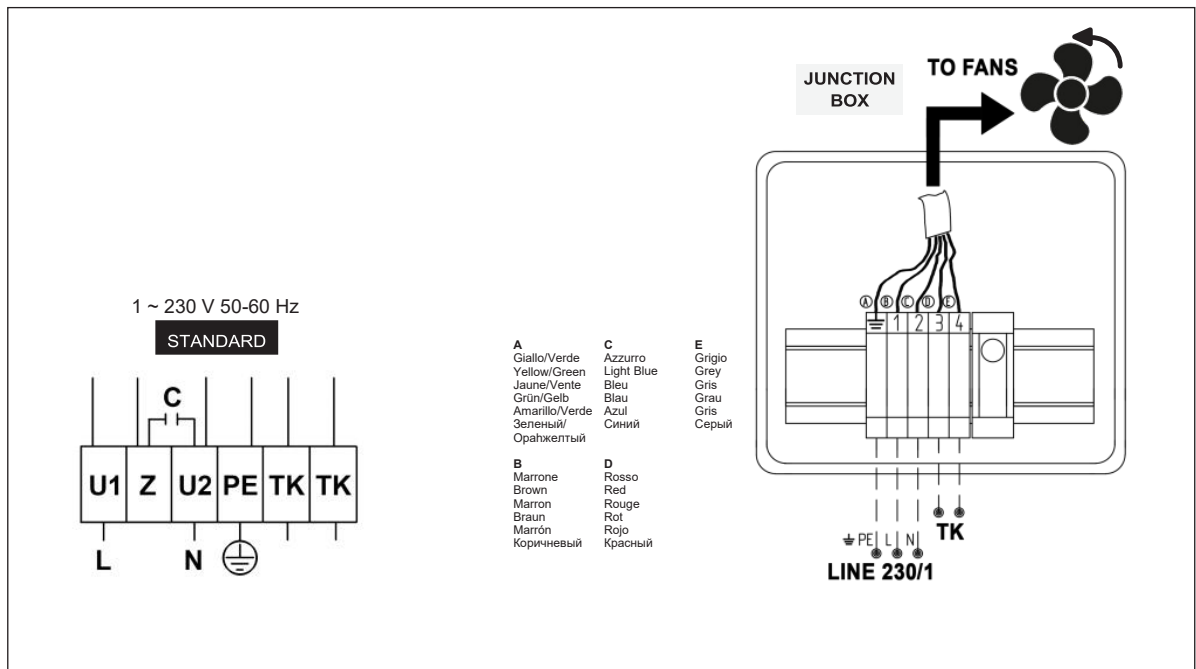 JUNCTION
BOX
TO FANS
1 ~ 230 V 50-60 Hz
STANDARD
C
U1 Z U2 PE TK TK
L N
A
Giallo/Verde
Yellow/Green
Jaune/Vente
Grün/Gelb
Amarillo/Verde
Зеленый/
Ораhжелтый
B
Marrone
Brown
Marron
Braun
Marrón
Коричневый
C
Azzurro
Light Blue
Bleu
Blau
Azul
Синий
D
Rosso
Red
Rouge
Rot
Rojo
Красный
E
Grigio
Grey
Gris
Grau
Gris
Серый
A B C D E
1 2 3 4
TK
PE L N
LINE 230/1